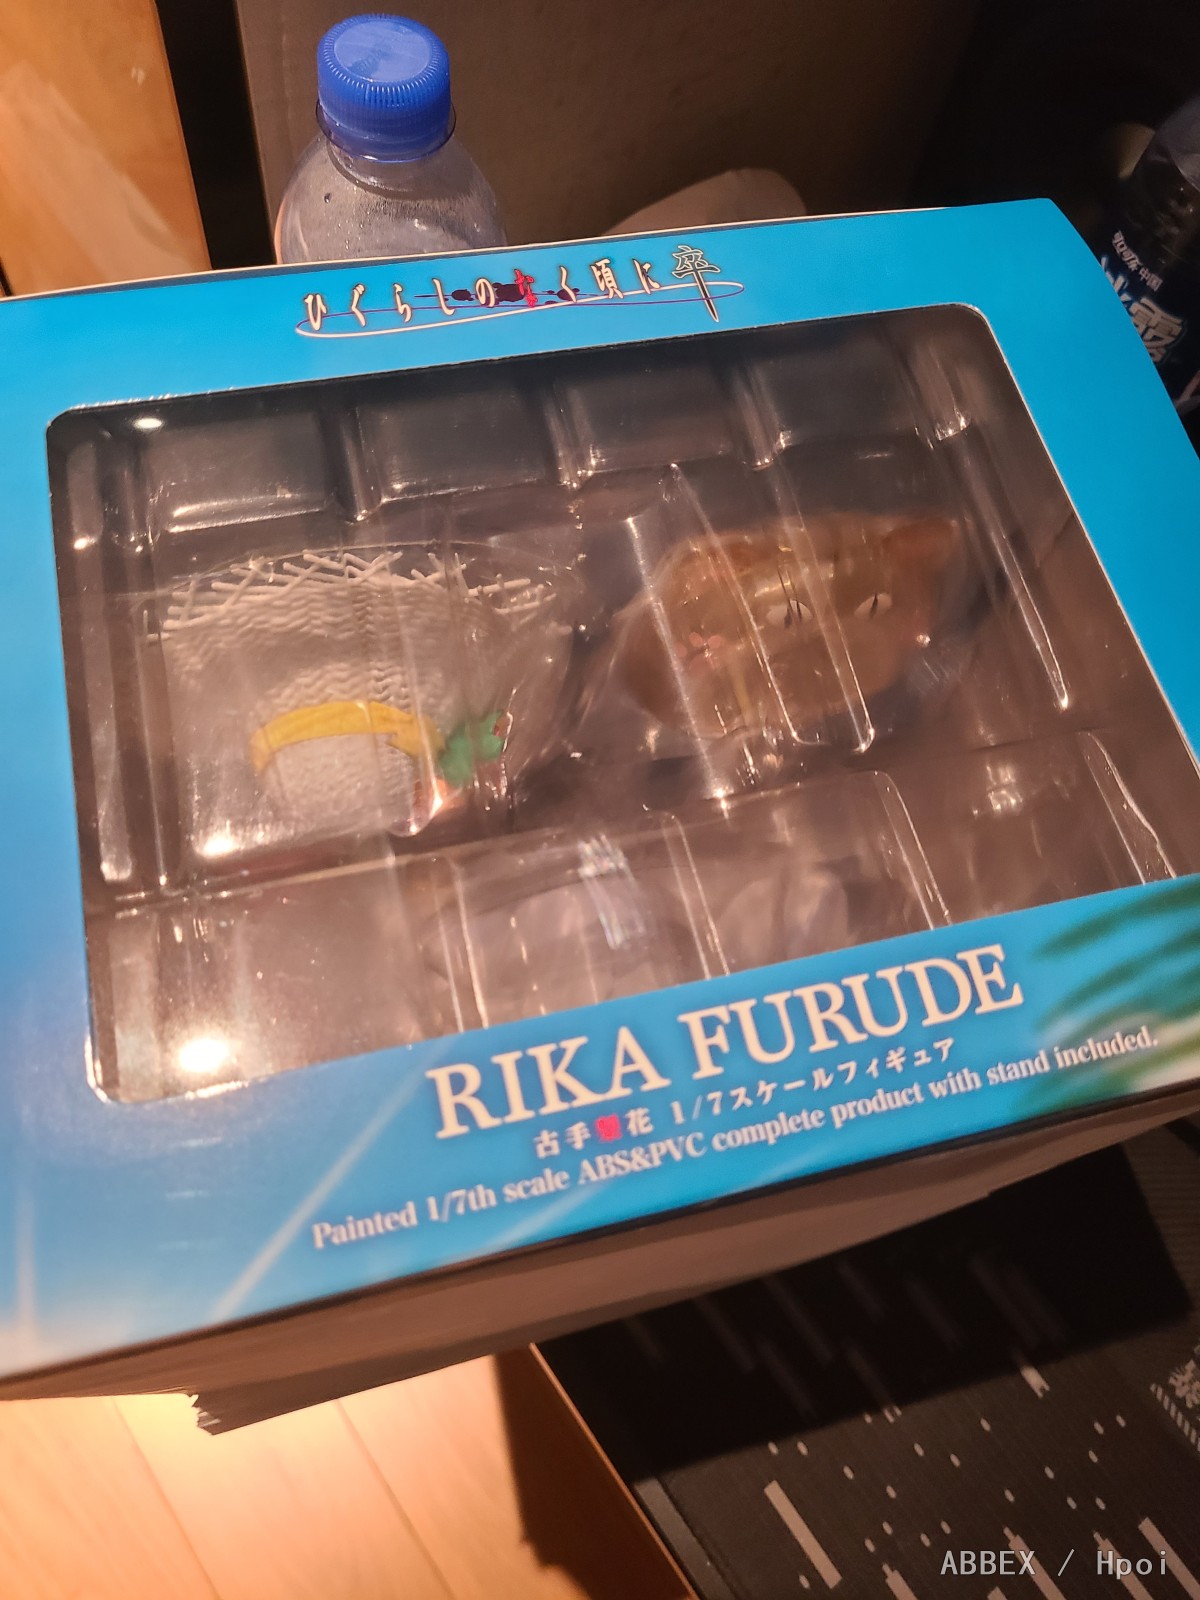 ひぐらしのなく頃に卒
RIKA FURUDE
古手梨花 1/7スケールフィギュア
Painted 1/7th scale ABS&PVC complete product with stand included.
ABBEX / Hpoi